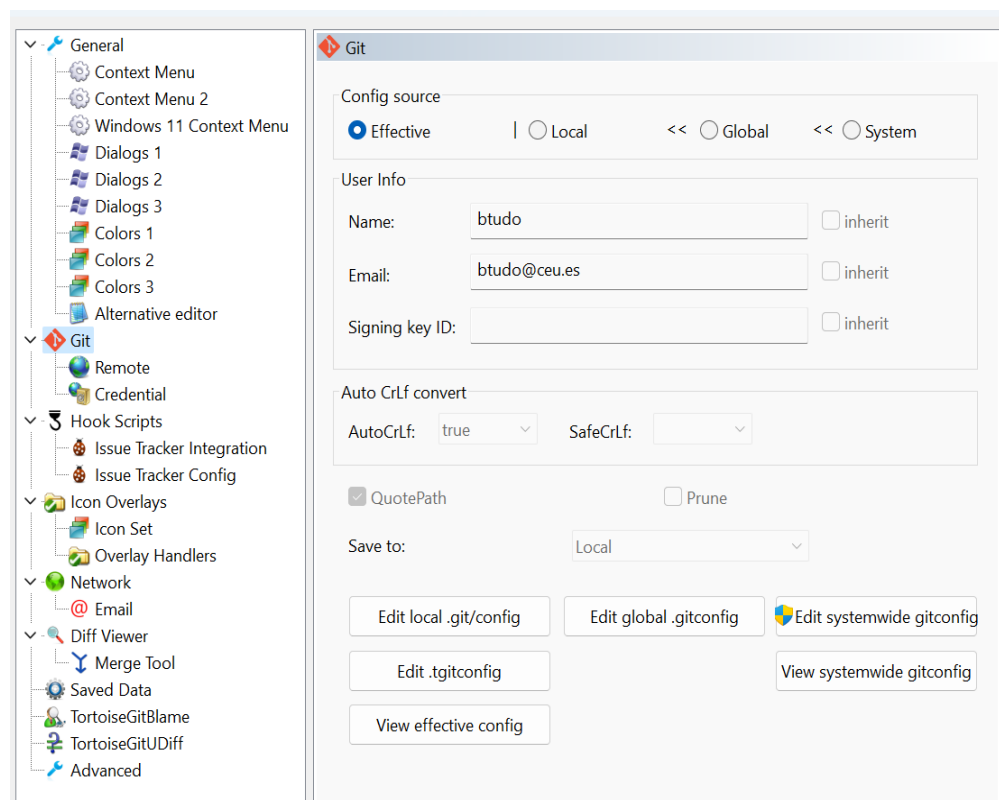 General
Context Menu
Context Menu 2
Windows 11 Context Menu
Dialogs 1
Dialogs 2
Dialogs 3
Colors 1
Colors 2
Colors 3
Alternative editor
Git
Remote
Credential
Hook Scripts
Issue Tracker Integration
Issue Tracker Config
Icon Overlays
Icon Set
Overlay Handlers
Network
Email
Diff Viewer
Merge Tool
Saved Data
TortoiseGitBlame
TortoiseGitUDiff
Advanced
Git
Config source
Effective | Local << Global << System
User Info
Name: btudo inherit
Email: btudo@ceu.es inherit
Signing key ID: inherit
Auto CrLf convert
AutoCrLf: true SafeCrLf:
QuotePath Prune
Save to: Local
Edit local .git/config Edit global .gitconfig Edit systemwide gitconfig
Edit .tgitconfig View systemwide gitconfig
View effective config